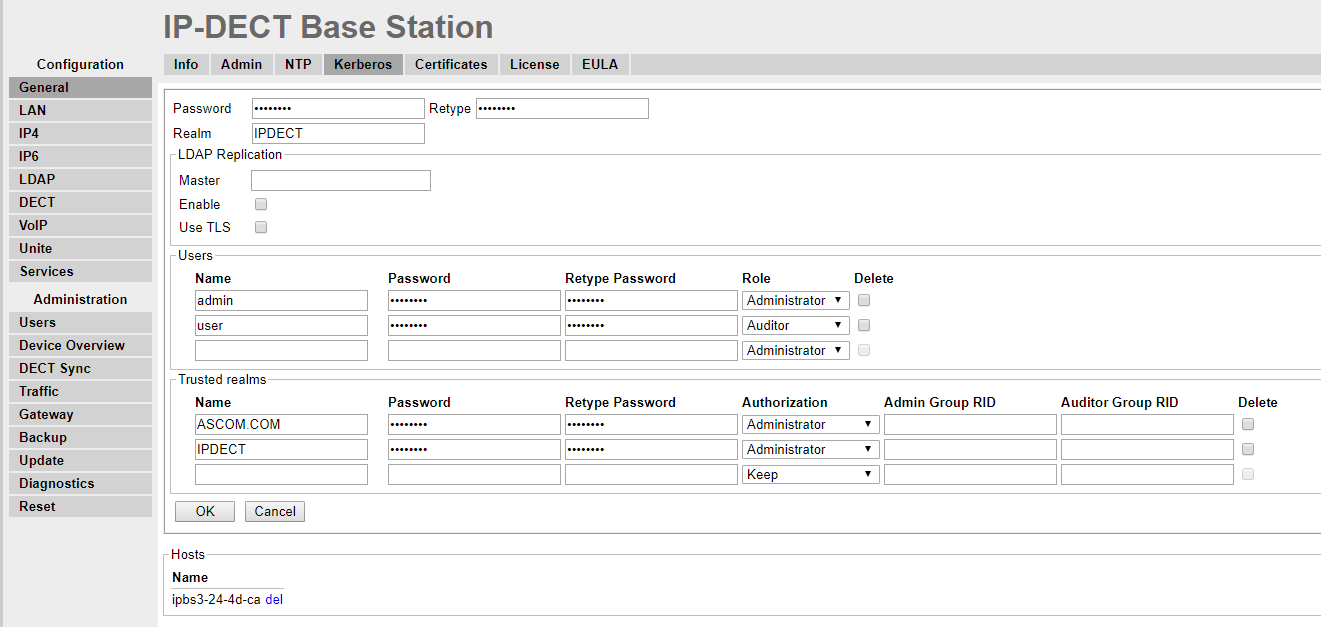 IP-DECT Base Station
Configuration
General
LAN
IP4
IP6
LDAP
DECT
VoIP
Unite
Services
Administration
Users
Device Overview
DECT Sync
Traffic
Gateway
Backup
Update
Diagnostics
Reset
Info Admin NTP Kerberos Certificates License EULA
Password •••••••• Retype ••••••••
Realm IPDECT
LDAP Replication
Master
Enable
Use TLS
Users
Name Password Retype Password Role Delete
admin •••••••• •••••••• Administrator
user •••••••• •••••••• Auditor
Administrator
Trusted realms
Name Password Retype Password Authorization Admin Group RID Auditor Group RID Delete
ASCOM.COM •••••••• •••••••• Administrator
IPDECT •••••••• •••••••• Administrator
Keep
OK Cancel
Hosts
Name
ipbs3-24-4d-ca del